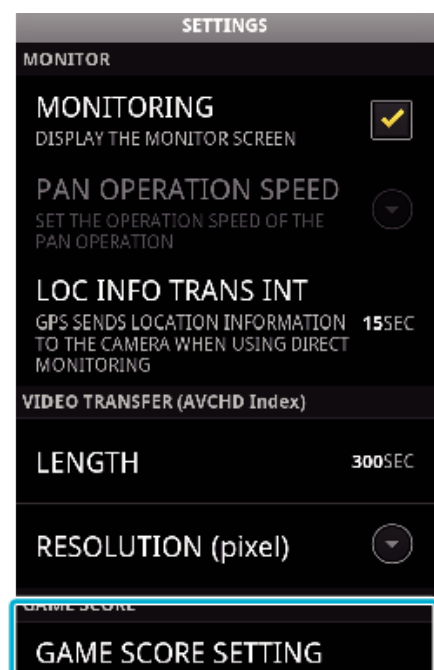 SETTINGS
MONITOR
MONITORING
DISPLAY THE MONITOR SCREEN
PAN OPERATION SPEED
SET THE OPERATION SPEED OF THE
PAN OPERATION
LOC INFO TRANS INT
GPS SENDS LOCATION INFORMATION
TO THE CAMERA WHEN USING DIRECT
MONITORING
15SEC
VIDEO TRANSFER (AVCHD Index)
LENGTH
300SEC
RESOLUTION (pixel)
GAME SCORE
GAME SCORE SETTING